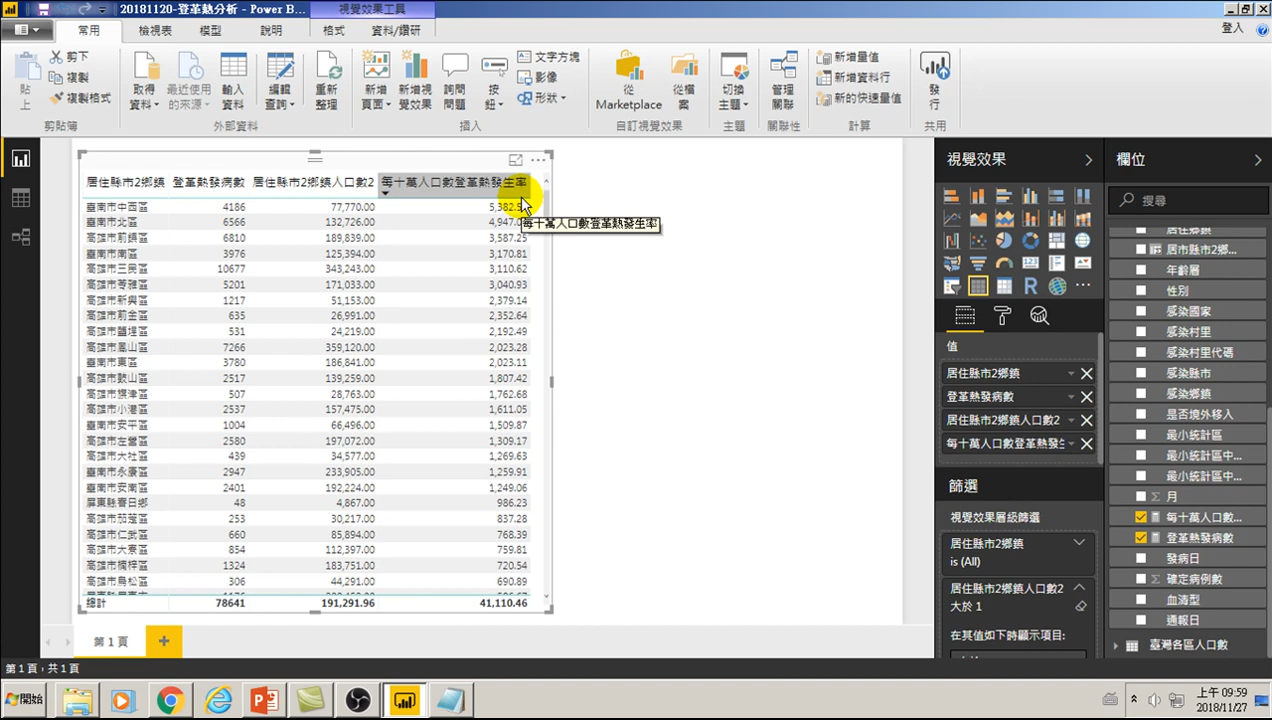 20181120-登革熱分析 - Power B...
視覺效果工具
常用
檢視表
模型
說明
格式
資料/鑽研
登入
貼上
剪下
複製
複製格式
取得資料
最近使用的來源
輸入資料
編輯查詢
重新整理
新增頁面
新增視覺效果
詢問問題
按鈕
文字方塊
影像
形狀
從 Marketplace
從檔案
切換主題
管理關聯
新增量值
新增資料行
新的快速量值
發行
剪貼簿
外部資料
插入
自訂視覺效果
主題
關聯性
計算
共用
居住縣市2鄉鎮 登革熱發病數 居住縣市2鄉鎮人口數2 每十萬人口數登革熱發生率
臺南市中西區 4186 77,770.00 5,382.5
臺南市北區 6566 132,726.00 4,947.0
每十萬人口數登革熱發生率
高雄市前鎮區 6810 189,839.00 3,587.25
臺南市南區 3976 125,394.00 3,170.81
高雄市三民區 10677 343,243.00 3,110.62
高雄市苓雅區 5201 171,033.00 3,040.93
高雄市新興區 1217 51,153.00 2,379.14
高雄市前金區 635 26,991.00 2,352.64
高雄市鹽埕區 531 24,219.00 2,192.49
高雄市鳳山區 7266 359,120.00 2,023.28
臺南市東區 3780 186,841.00 2,023.11
高雄市鼓山區 2517 139,259.00 1,807.42
高雄市旗津區 507 28,763.00 1,762.68
高雄市小港區 2537 157,475.00 1,611.05
臺南市安平區 1004 66,496.00 1,509.87
高雄市左營區 2580 197,072.00 1,309.17
高雄市大社區 439 34,577.00 1,269.63
臺南市永康區 2947 233,905.00 1,259.91
臺南市安南區 2401 192,224.00 1,249.06
屏東縣春日鄉 48 4,867.00 986.23
高雄市茄萣區 253 30,217.00 837.28
高雄市仁武區 660 85,894.00 768.39
高雄市大寮區 854 112,397.00 759.81
高雄市楠梓區 1324 183,751.00 720.54
高雄市鳥松區 306 44,291.00 690.89
總計 78641 191,291.96 41,110.46
第 1 頁
第 1 頁，共 1 頁
視覺效果
值
居住縣市2鄉鎮
登革熱發病數
居住縣市2鄉鎮人口數2
每十萬人口數登革熱發生
篩選
視覺效果層級篩選
居住縣市2鄉鎮
is (All)
居住縣市2鄉鎮人口數2
大於 1
在其值如下時顯示項目:
欄位
搜尋
居住鄉鎮
居市縣市2鄉...
年齡層
性別
感染國家
感染村里
感染村里代碼
感染縣市
感染鄉鎮
是否境外移入
最小統計區
最小統計區中...
最小統計區中...
月
每十萬人口數...
登革熱發病數
發病日
確定病例數
血清型
通報日
臺灣各區人口數
開始
上午 09:59
2018/11/27